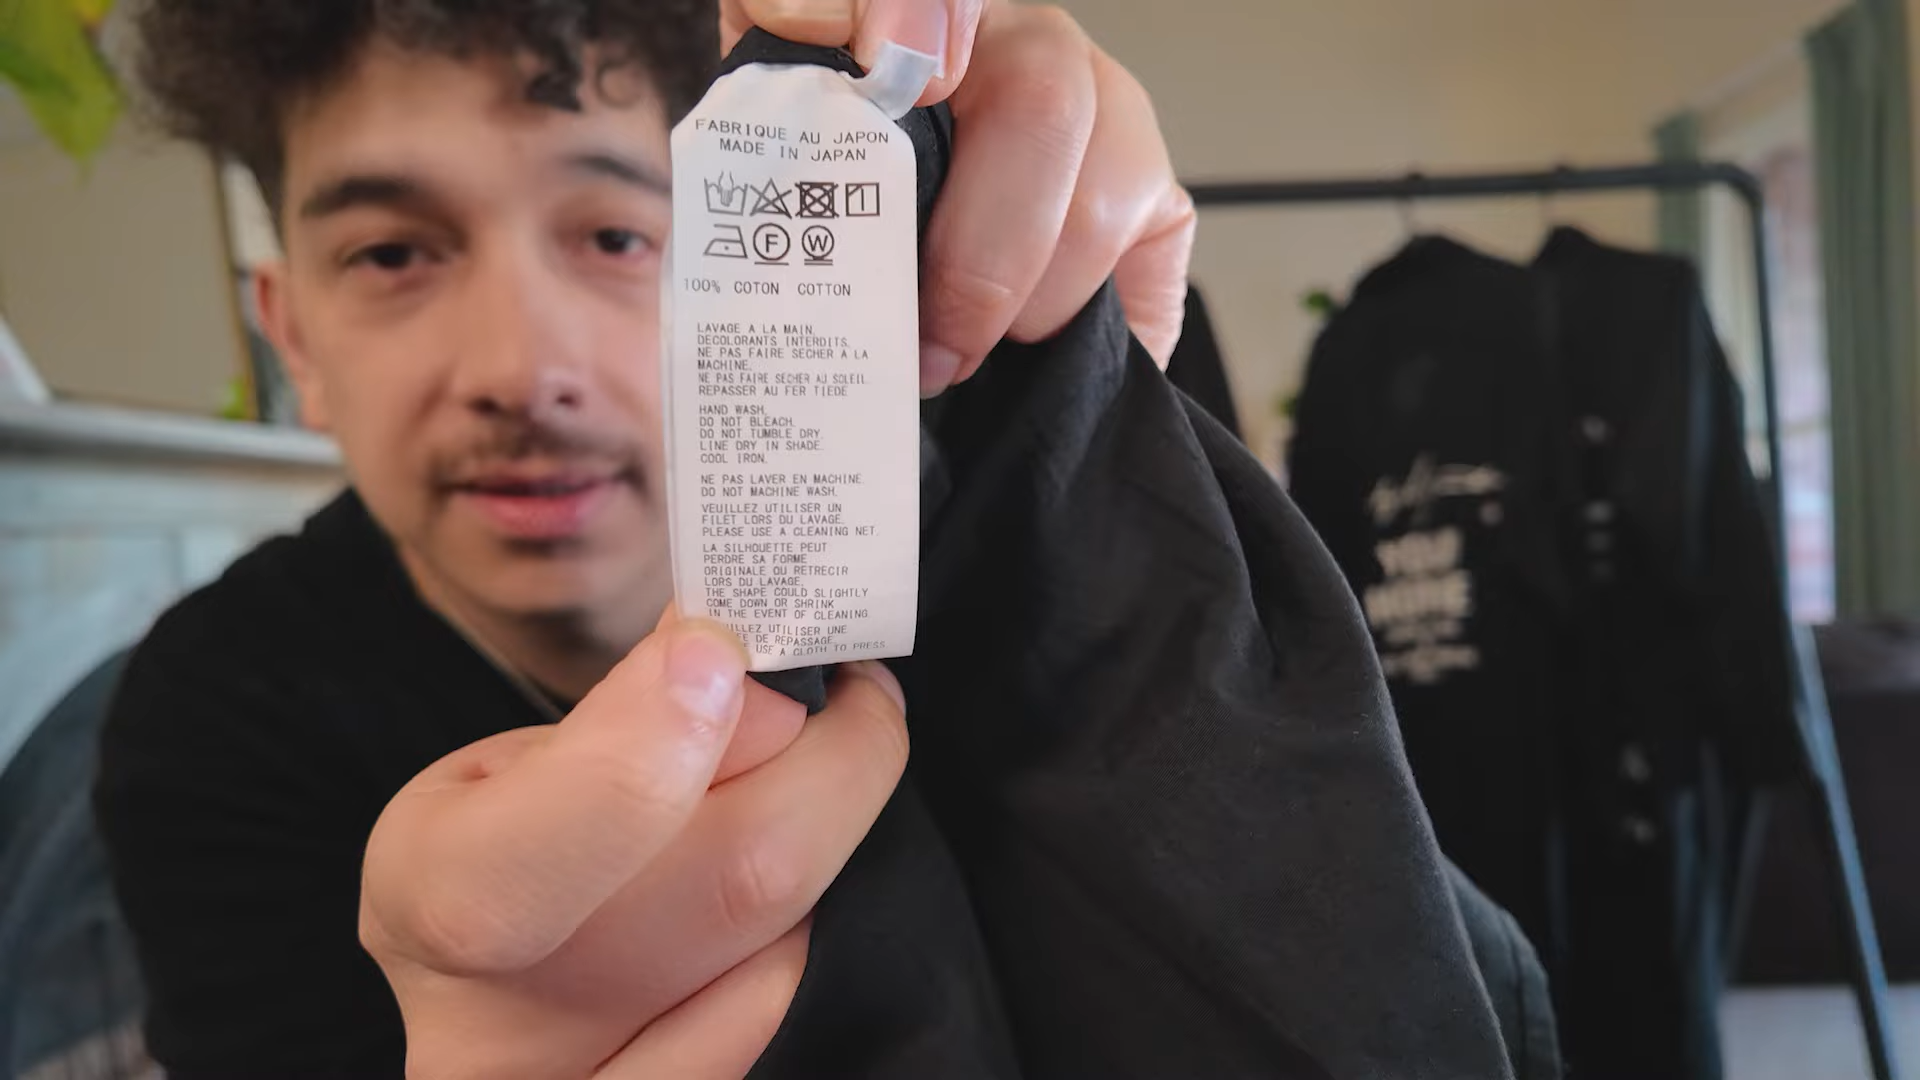 FABRIQUE AU JAPON
MADE IN JAPAN
F W
100% COTON COTTON
LAVAGE A LA MAIN.
DECOLORANTS INTERDITS.
NE PAS FAIRE SECHER A LA
MACHINE.
NE PAS FAIRE SECHER AU SOLEIL.
REPASSER AU FER TIEDE
HAND WASH.
DO NOT BLEACH.
DO NOT TUMBLE DRY.
LINE DRY IN SHADE.
COOL IRON.
NE PAS LAVER EN MACHINE.
DO NOT MACHINE WASH.
VEUILLEZ UTILISER UN
FILET LORS DU LAVAGE.
PLEASE USE A CLEANING NET.
LA SILHOUETTE PEUT
PERDRE SA FORME
ORIGINALE OU RETRECIR
LORS DU LAVAGE.
THE SHAPE COULD SLIGHTLY
COME DOWN OR SHRINK
IN THE EVENT OF CLEANING.
UTILISER UNE
DE REPASSAGE.
USE A CLOTH TO PRESS.
YOU